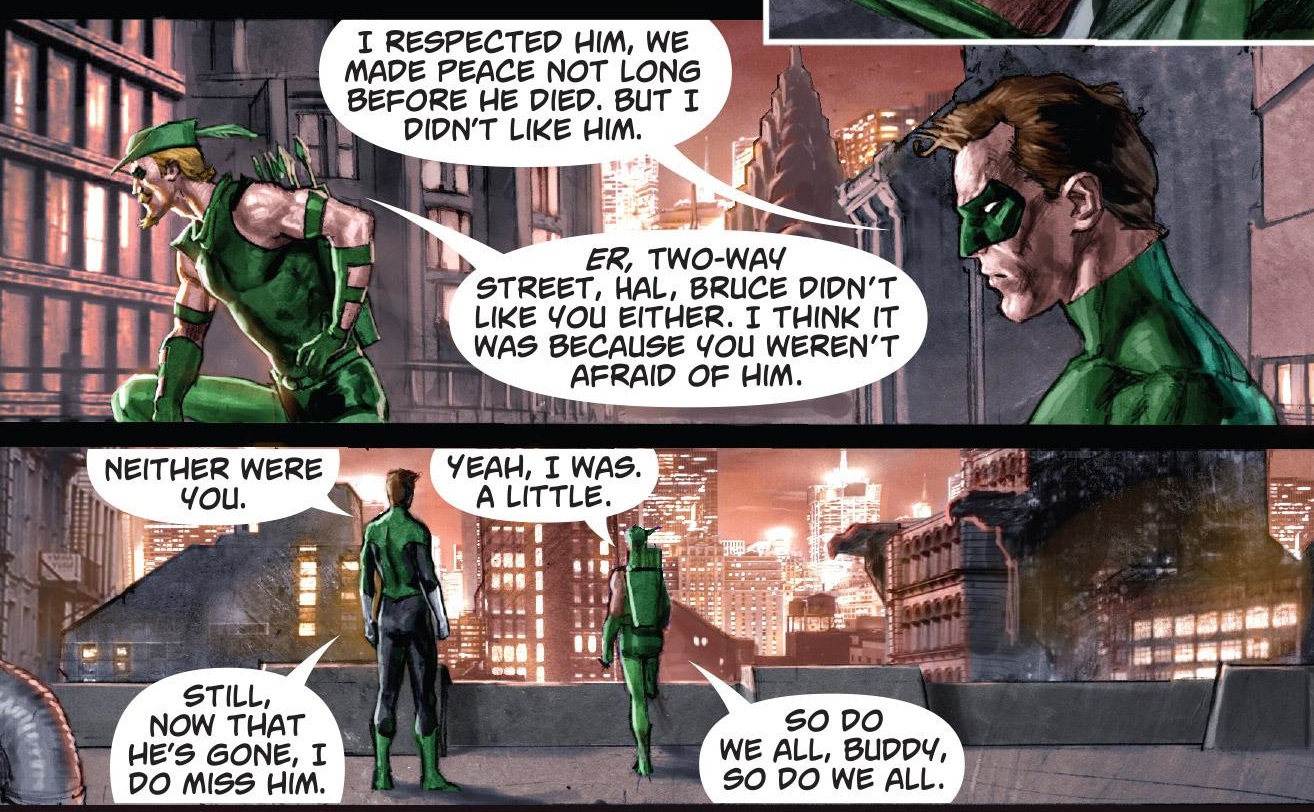 I RESPECTED HIM, WE
MADE PEACE NOT LONG
BEFORE HE DIED. BUT I
DIDN'T LIKE HIM.
ER, TWO-WAY
STREET, HAL, BRUCE DIDN'T
LIKE YOU EITHER. I THINK IT
WAS BECAUSE YOU WEREN'T
AFRAID OF HIM.
NEITHER WERE
YOU.
YEAH, I WAS.
A LITTLE.
STILL,
NOW THAT
HE'S GONE, I
DO MISS HIM.
SO DO
WE ALL, BUDDY,
SO DO WE ALL.